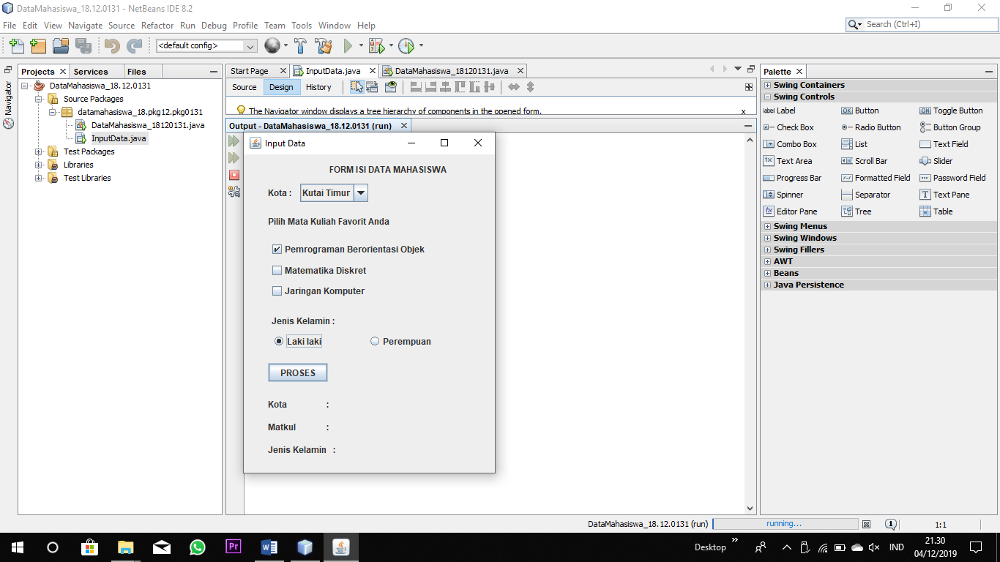 DataMahasiswa_18.12.0131 - NetBeans IDE 8.2
File Edit View Navigate Source Refactor Run Debug Profile Team Tools Window Help
Search (Ctrl+I)
<default config>
Projects Services Files
Navigator
DataMahasiswa_18.12.0131
Source Packages
datamahasiswa_18.pkg12.pkg0131
DataMahasiswa_18120131.java
InputData.java
Test Packages
Libraries
Test Libraries
Start Page InputData.java DataMahasiswa_18120131.java
Source Design History
The Navigator window displays a tree hierarchy of components in the opened form. x
Output - DataMahasiswa_18.12.0131 (run)
Input Data
FORM ISI DATA MAHASISWA
Kota : Kutai Timur
Pilih Mata Kuliah Favorit Anda
Pemrograman Berorientasi Objek
Matematika Diskret
Jaringan Komputer
Jenis Kelamin :
Laki laki Perempuan
PROSES
Kota :
Matkul :
Jenis Kelamin :
Palette
Swing Containers
Swing Controls
label Label OK Button ON Toggle Button
Check Box Radio Button Button Group
Combo Box List Text Field
Text Area Scroll Bar Slider
Progress Bar Formatted Field Password Field
Spinner Separator T Text Pane
Editor Pane Tree Table
Swing Menus
Swing Windows
Swing Fillers
AWT
Beans
Java Persistence
DataMahasiswa_18.12.0131 (run) running... 1 1:1
Pr W Desktop » IND 21.30
04/12/2019